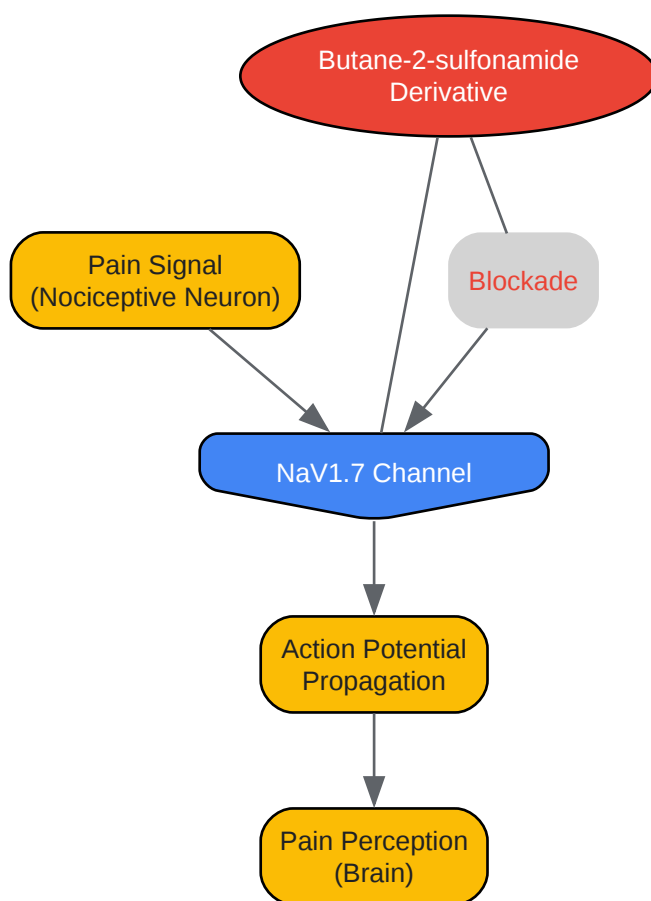 Butane-2-sulfonamide
Derivative
Pain Signal
(Nociceptive Neuron)
Blockade
NaV1.7 Channel
Action Potential
Propagation
Pain Perception
(Brain)